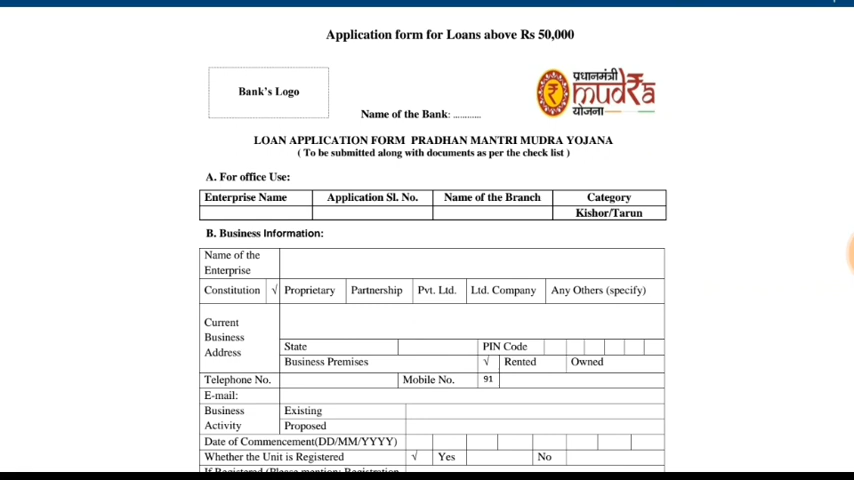 Application form for Loans above Rs 50,000
Bank's Logo
प्रधानमंत्री
mudRa
योजना
Name of the Bank: ............
LOAN APPLICATION FORM PRADHAN MANTRI MUDRA YOJANA
( To be submitted along with documents as per the check list )
A. For office Use:
Enterprise Name Application Sl. No. Name of the Branch Category
Kishor/Tarun
B. Business Information:
Name of the
Enterprise
Constitution √ Proprietary Partnership Pvt. Ltd. Ltd. Company Any Others (specify)
Current
Business
Address
State PIN Code
Business Premises √ Rented Owned
Telephone No. Mobile No. 91
E-mail:
Business Existing
Activity Proposed
Date of Commencement(DD/MM/YYYY)
Whether the Unit is Registered √ Yes No
If Registered (Please mention: Registration